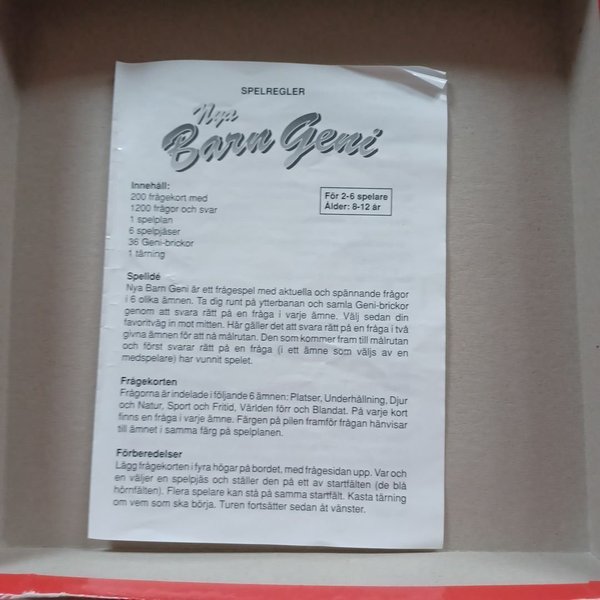 SPELREGLER
Nya
Barn Geni
Innehåll:
200 frågekort med
1200 frågor och svar
1 spelplan
6 spelpjäser
36 Geni-brickor
1 tärning
För 2-6 spelare
Ålder: 8-12 år
Spelidé
Nya Barn Geni är ett frågespel med aktuella och spännande frågor
i 6 olika ämnen. Ta dig runt på ytterbanan och samla Geni-brickor
genom att svara rätt på en fråga i varje ämne. Välj sedan din
favoritväg in mot mitten. Här gäller det att svara rätt på en fråga i två
givna ämnen för att nå målrutan. Den som kommer fram till målrutan
och först svarar rätt på en fråga (i ett ämne som väljs av en
medspelare) har vunnit spelet.
Frågekorten
Frågorna är indelade i följande 6 ämnen: Platser, Underhållning, Djur
och Natur, Sport och Fritid, Världen förr och Blandat. På varje kort
finns en fråga i varje ämne. Färgen på pilen framför frågan hänvisar
till ämnet i samma färg på spelplanen.
Förberedelser
Lägg frågekorten i fyra högar på bordet, med frågesidan upp. Var och
en väljer en spelpjäs och ställer den på ett av startfälten (de blå
hörnfälten). Flera spelare kan stå på samma startfält. Kasta tärning
om vem som ska börja. Turen fortsätter sedan åt vänster.